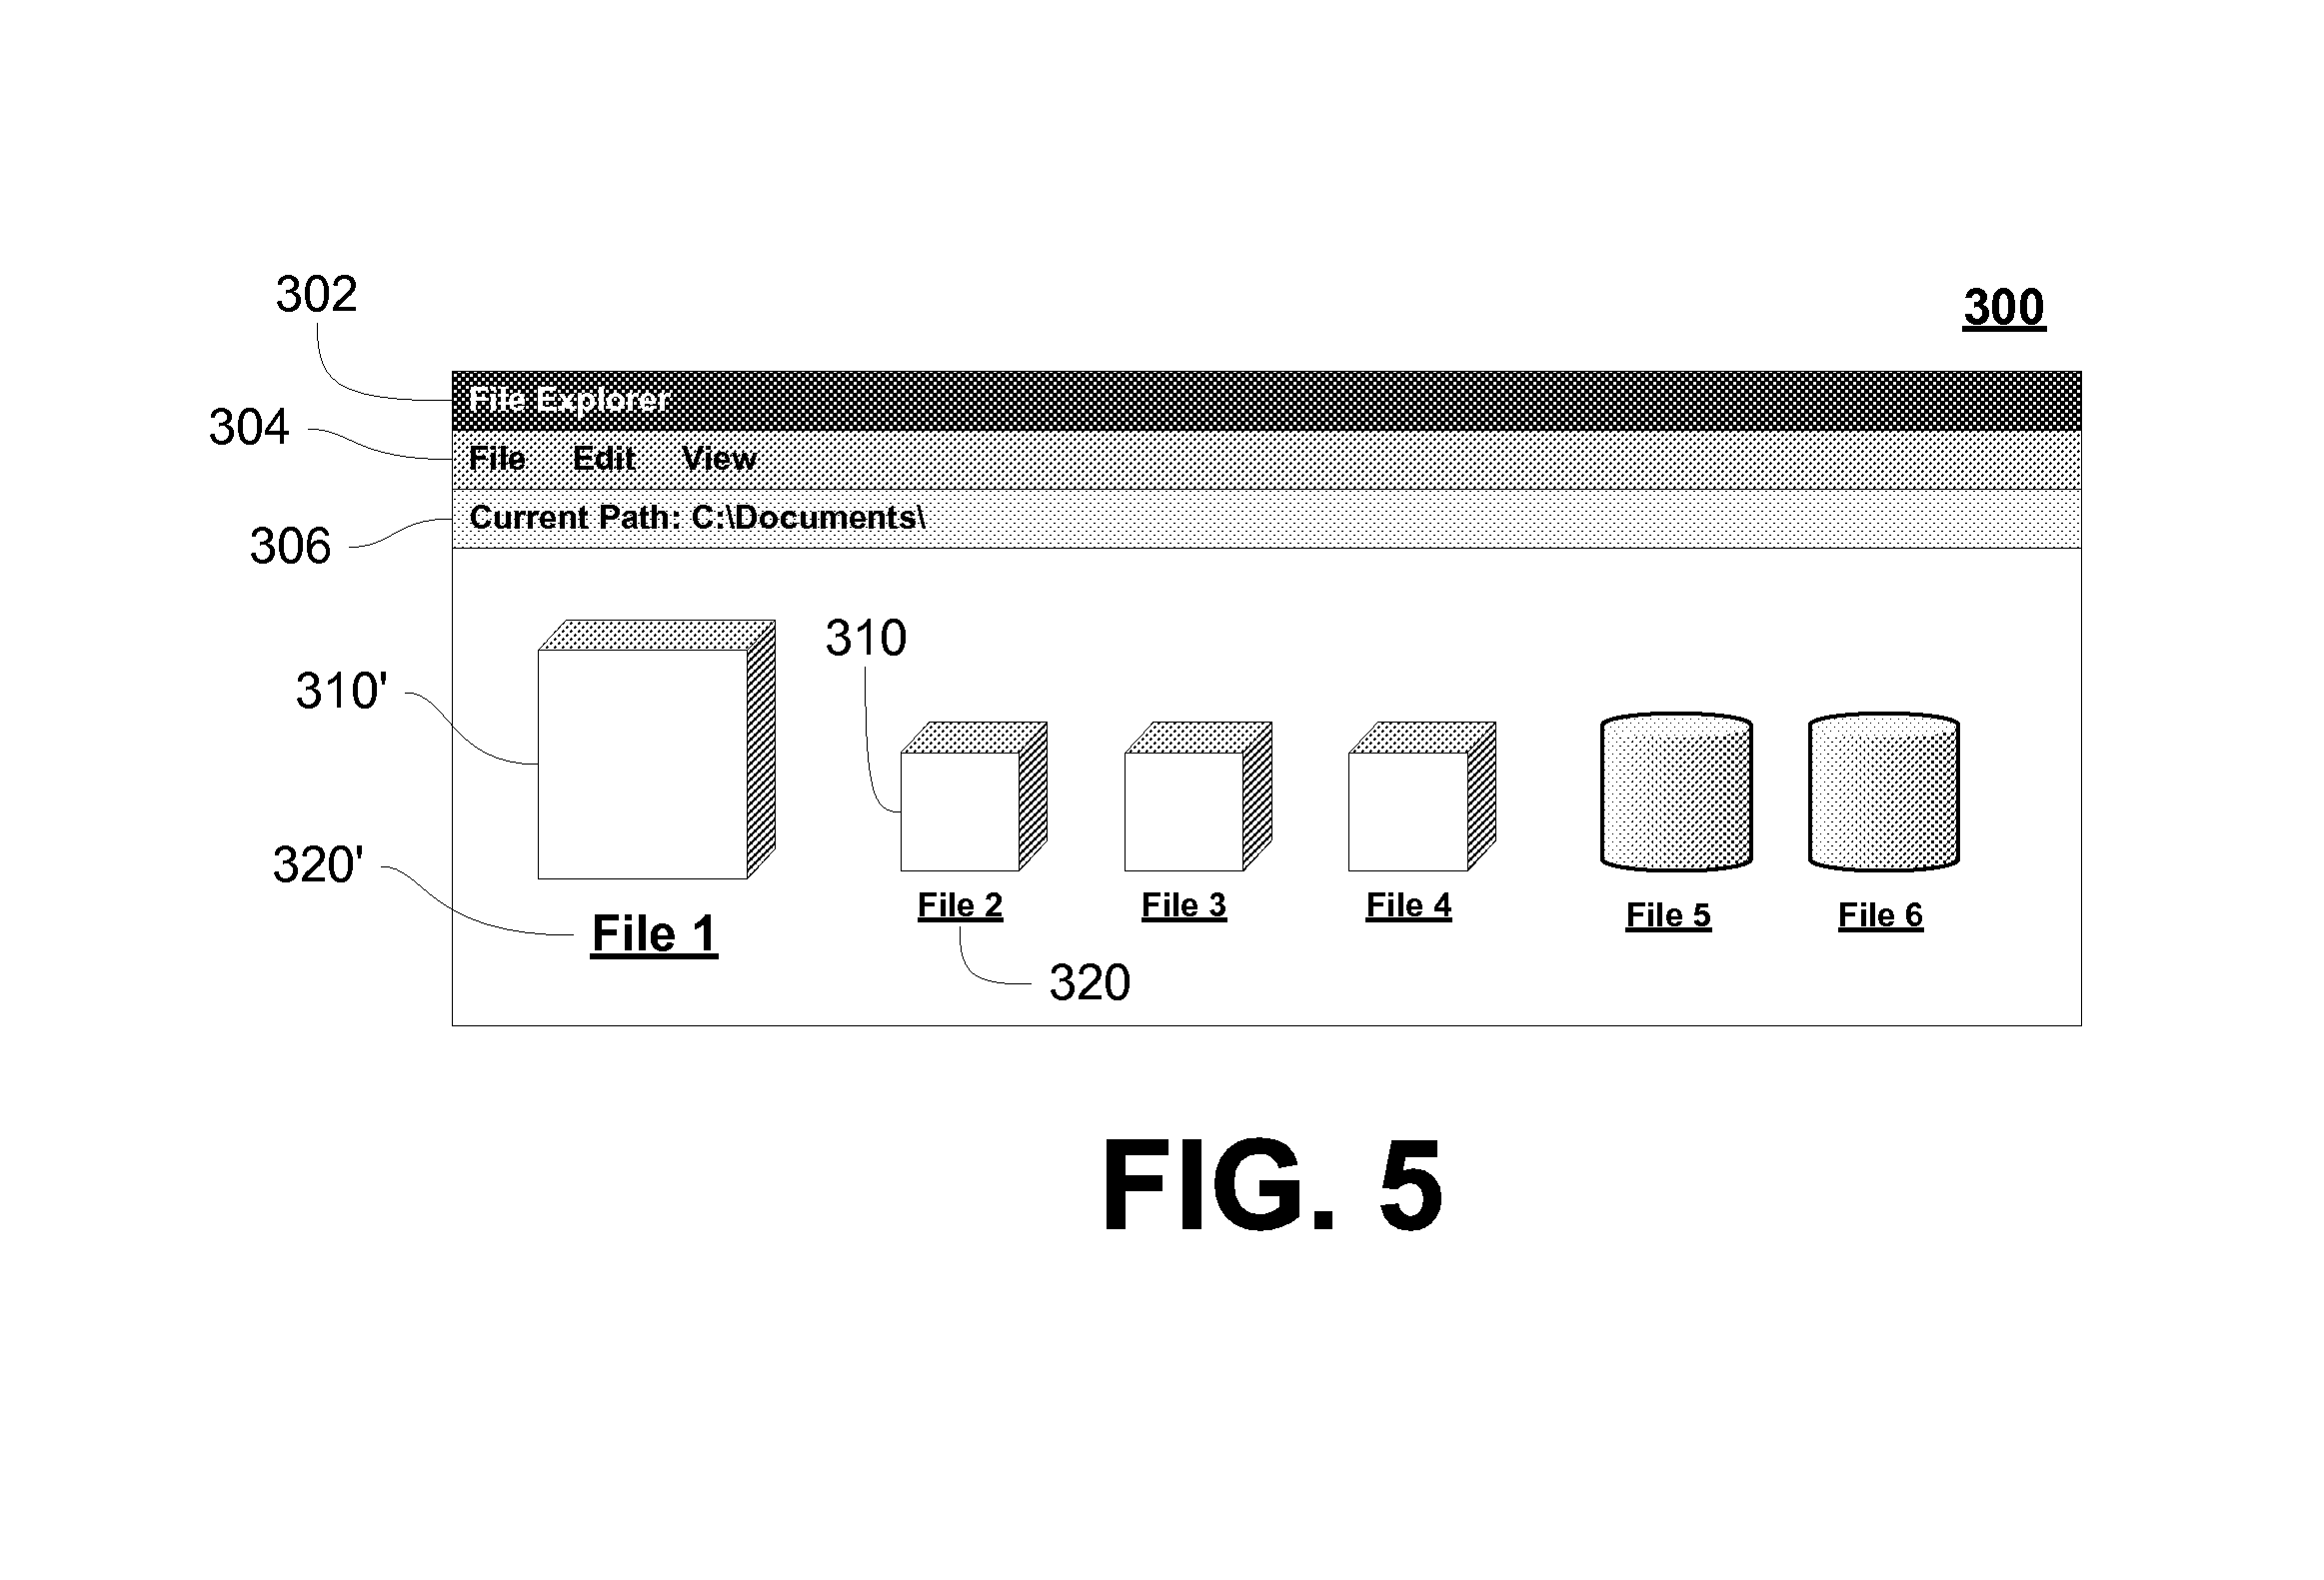 302
300
File Explorer
304
File Edit View
306
Current Path: C:\Documents\
310'
310
320'
File 1
File 2
File 3
File 4
File 5
File 6
320
FIG. 5